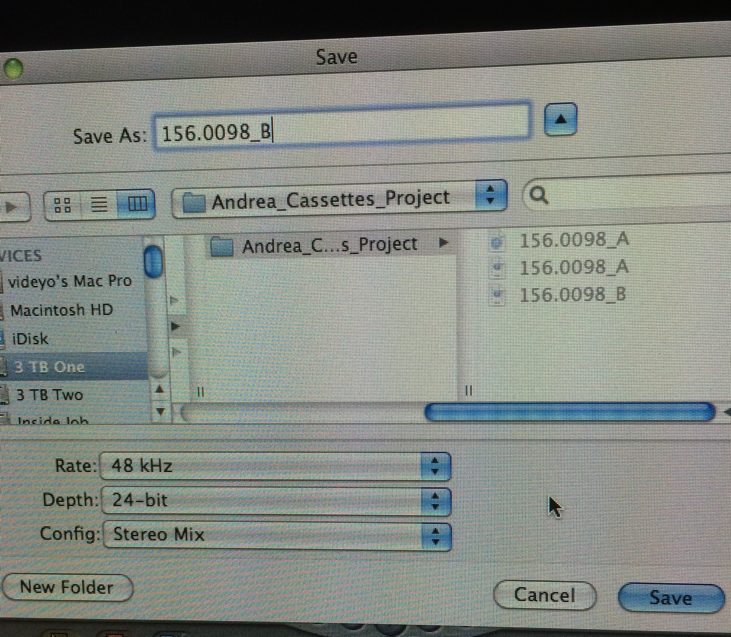 Save
Save As: 156.0098_B
Andrea_Cassettes_Project
VICES
videyo's Mac Pro
Macintosh HD
iDisk
3 TB One
3 TB Two
Inside Job
Andrea_C...s_Project
156.0098_A
156.0098_A
156.0098_B
Rate: 48 kHz
Depth: 24-bit
Config: Stereo Mix
New Folder
Cancel
Save